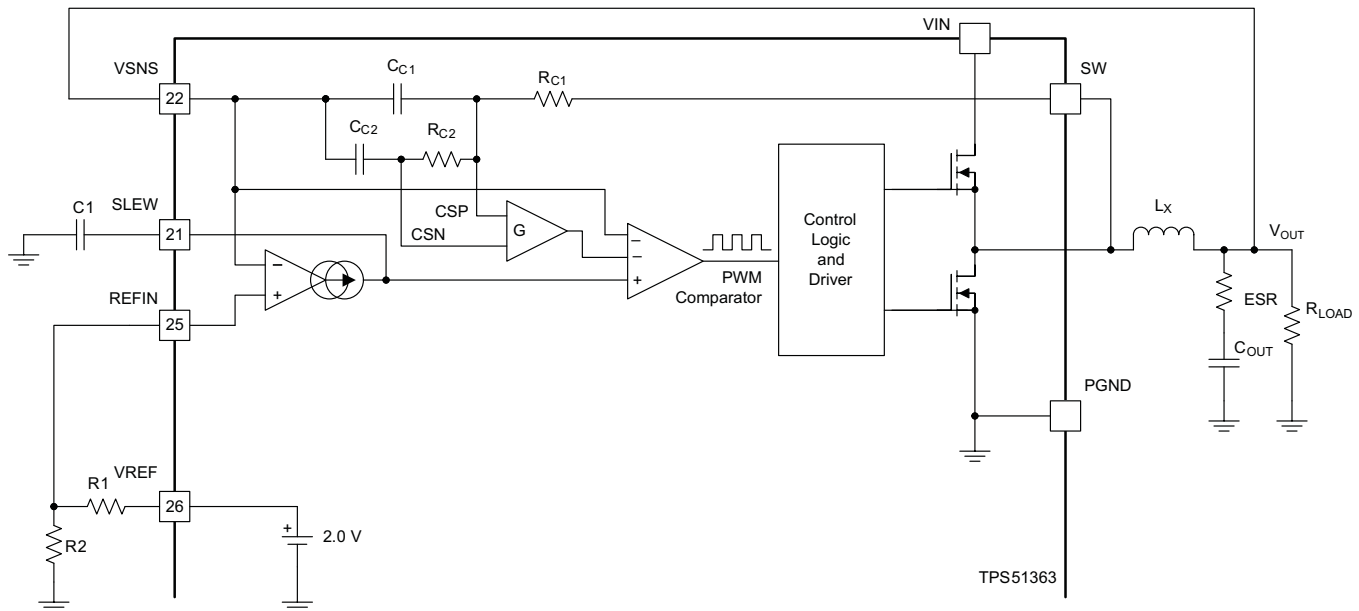 VIN
VSNS
SW
22
CC1
RC1
CC2
RC2
C1
SLEW
21
CSP
CSN
G
−
−
+
−
+
PWM
Comparator
Control
Logic
and
Driver
LX
VOUT
ESR
RLOAD
COUT
REFIN
25
PGND
VREF
R1
26
R2
+
2.0 V
TPS51363